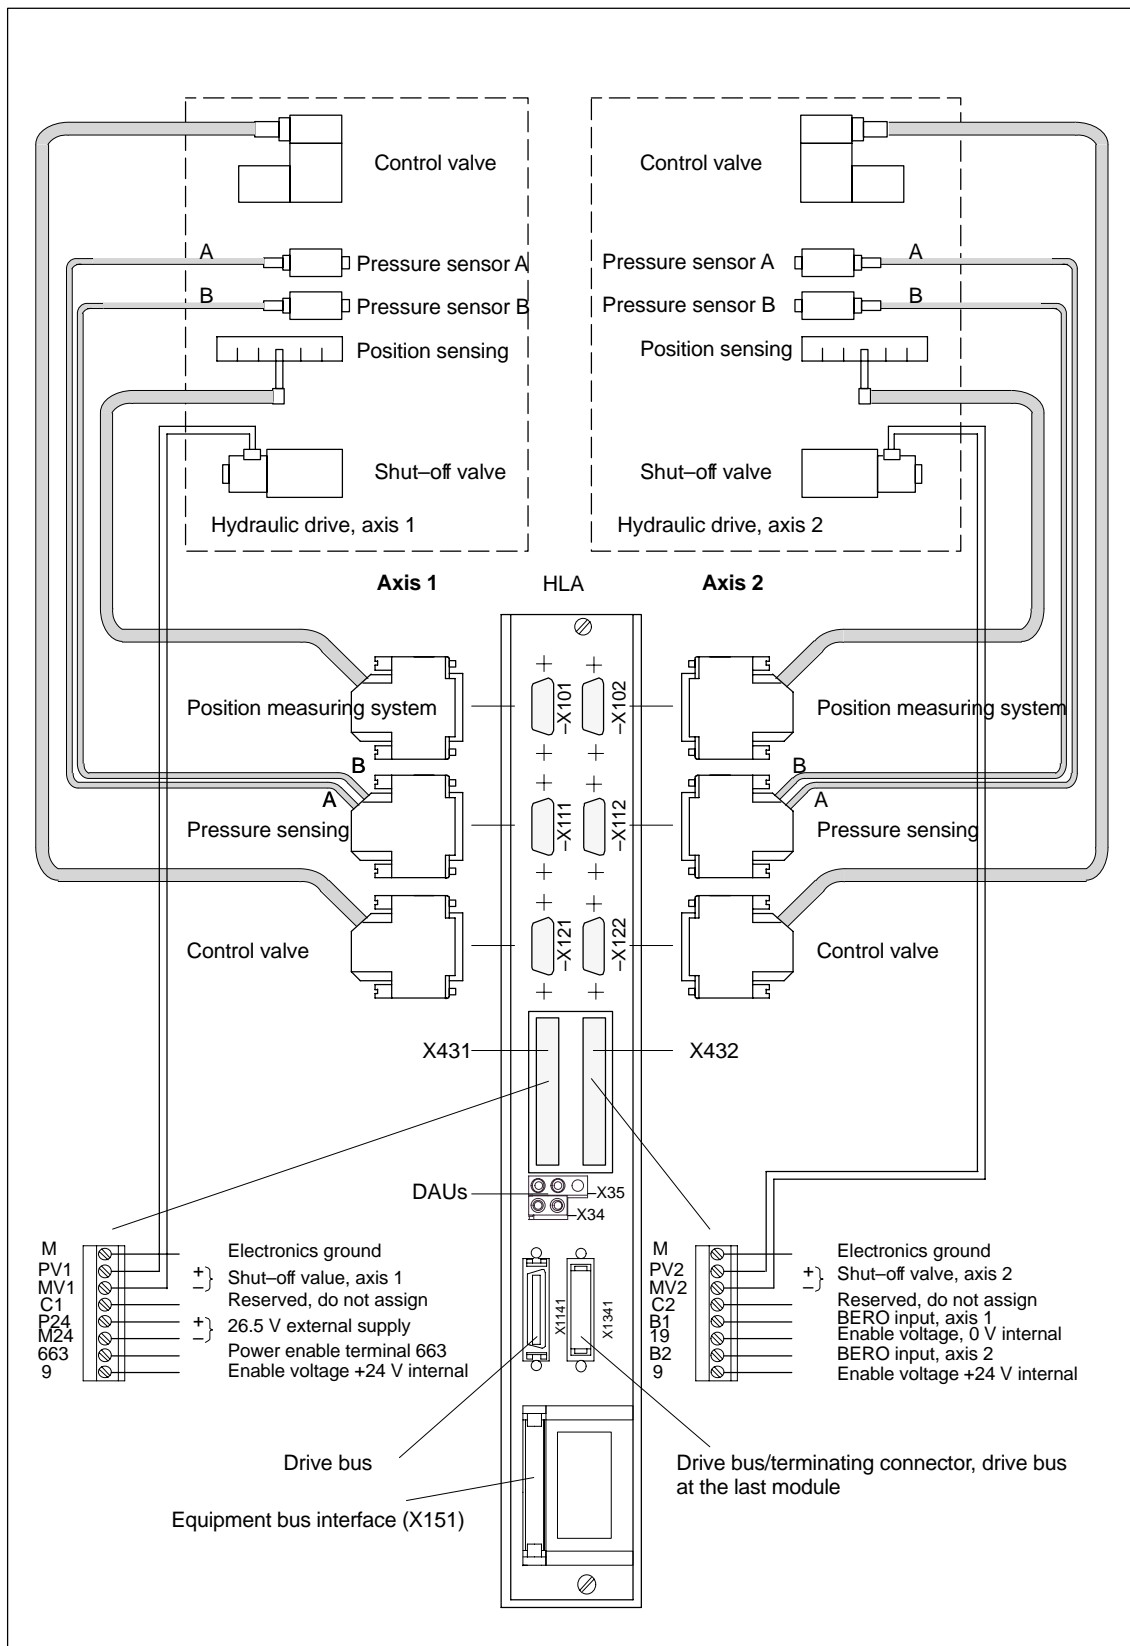 Control valve
Control valve
A
Pressure sensor A
Pressure sensor A
A
B
Pressure sensor B
Pressure sensor B
B
Position sensing
Position sensing
Shut–off valve
Shut–off valve
Hydraulic drive, axis 1
Hydraulic drive, axis 2
Axis 1
HLA
Axis 2
Position measuring system
–X101
–X102
Position measuring system
B
A
B
A
Pressure sensing
–X111
–X112
Pressure sensing
Control valve
–X121
–X122
Control valve
X431
X432
DAUs
–X35
–X34
M
Electronics ground
PV1
+
Shut–off value, axis 1
MV1
–
C1
Reserved, do not assign
P24
+
26.5 V external supply
M24
–
663
Power enable terminal 663
9
Enable voltage +24 V internal
X1141
X1341
M
Electronics ground
PV2
+
Shut–off valve, axis 2
MV2
–
C2
Reserved, do not assign
B1
BERO input, axis 1
19
Enable voltage, 0 V internal
B2
BERO input, axis 2
9
Enable voltage +24 V internal
Drive bus
Drive bus/terminating connector, drive bus
at the last module
Equipment bus interface (X151)